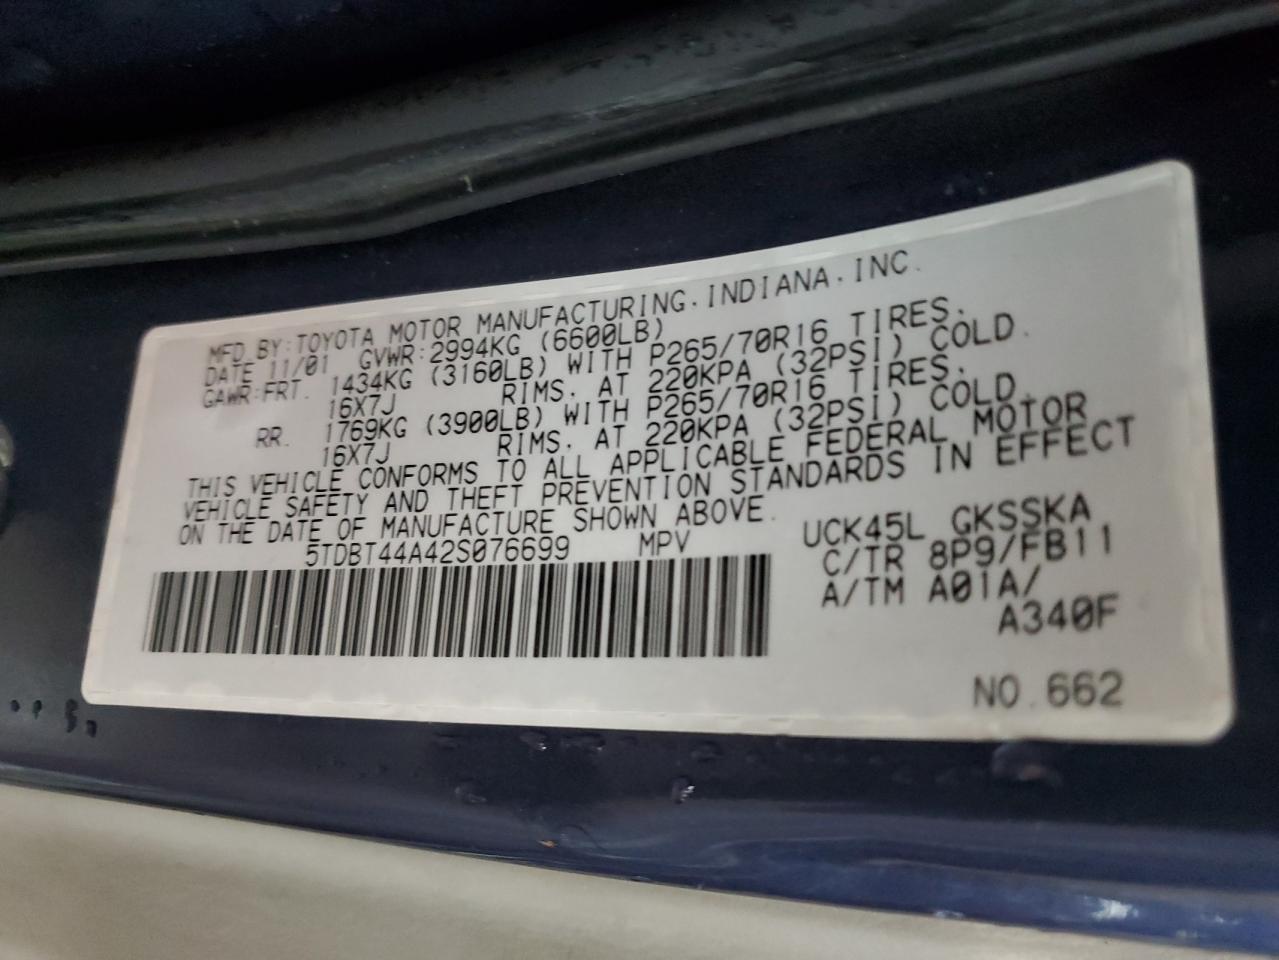 MFD BY:TOYOTA MOTOR MANUFACTURING.INDIANA.INC.
DATE 11/01 GVWR:2994KG (6600LB)
GAWR:FRT. 1434KG (3160LB) WITH P265/70R16 TIRES.
16X7J RIMS. AT 220KPA (32PSI) COLD.
RR. 1769KG (3900LB) WITH P265/70R16 TIRES.
16X7J RIMS. AT 220KPA (32PSI) COLD.
THIS VEHICLE CONFORMS TO ALL APPLICABLE FEDERAL MOTOR
VEHICLE SAFETY AND THEFT PREVENTION STANDARDS IN EFFECT
ON THE DATE OF MANUFACTURE SHOWN ABOVE.
5TDBT44A42S076699 MPV
UCK45L GKSSKA
C/TR 8P9/FB11
A/TM A01A/
A340F
NO.662